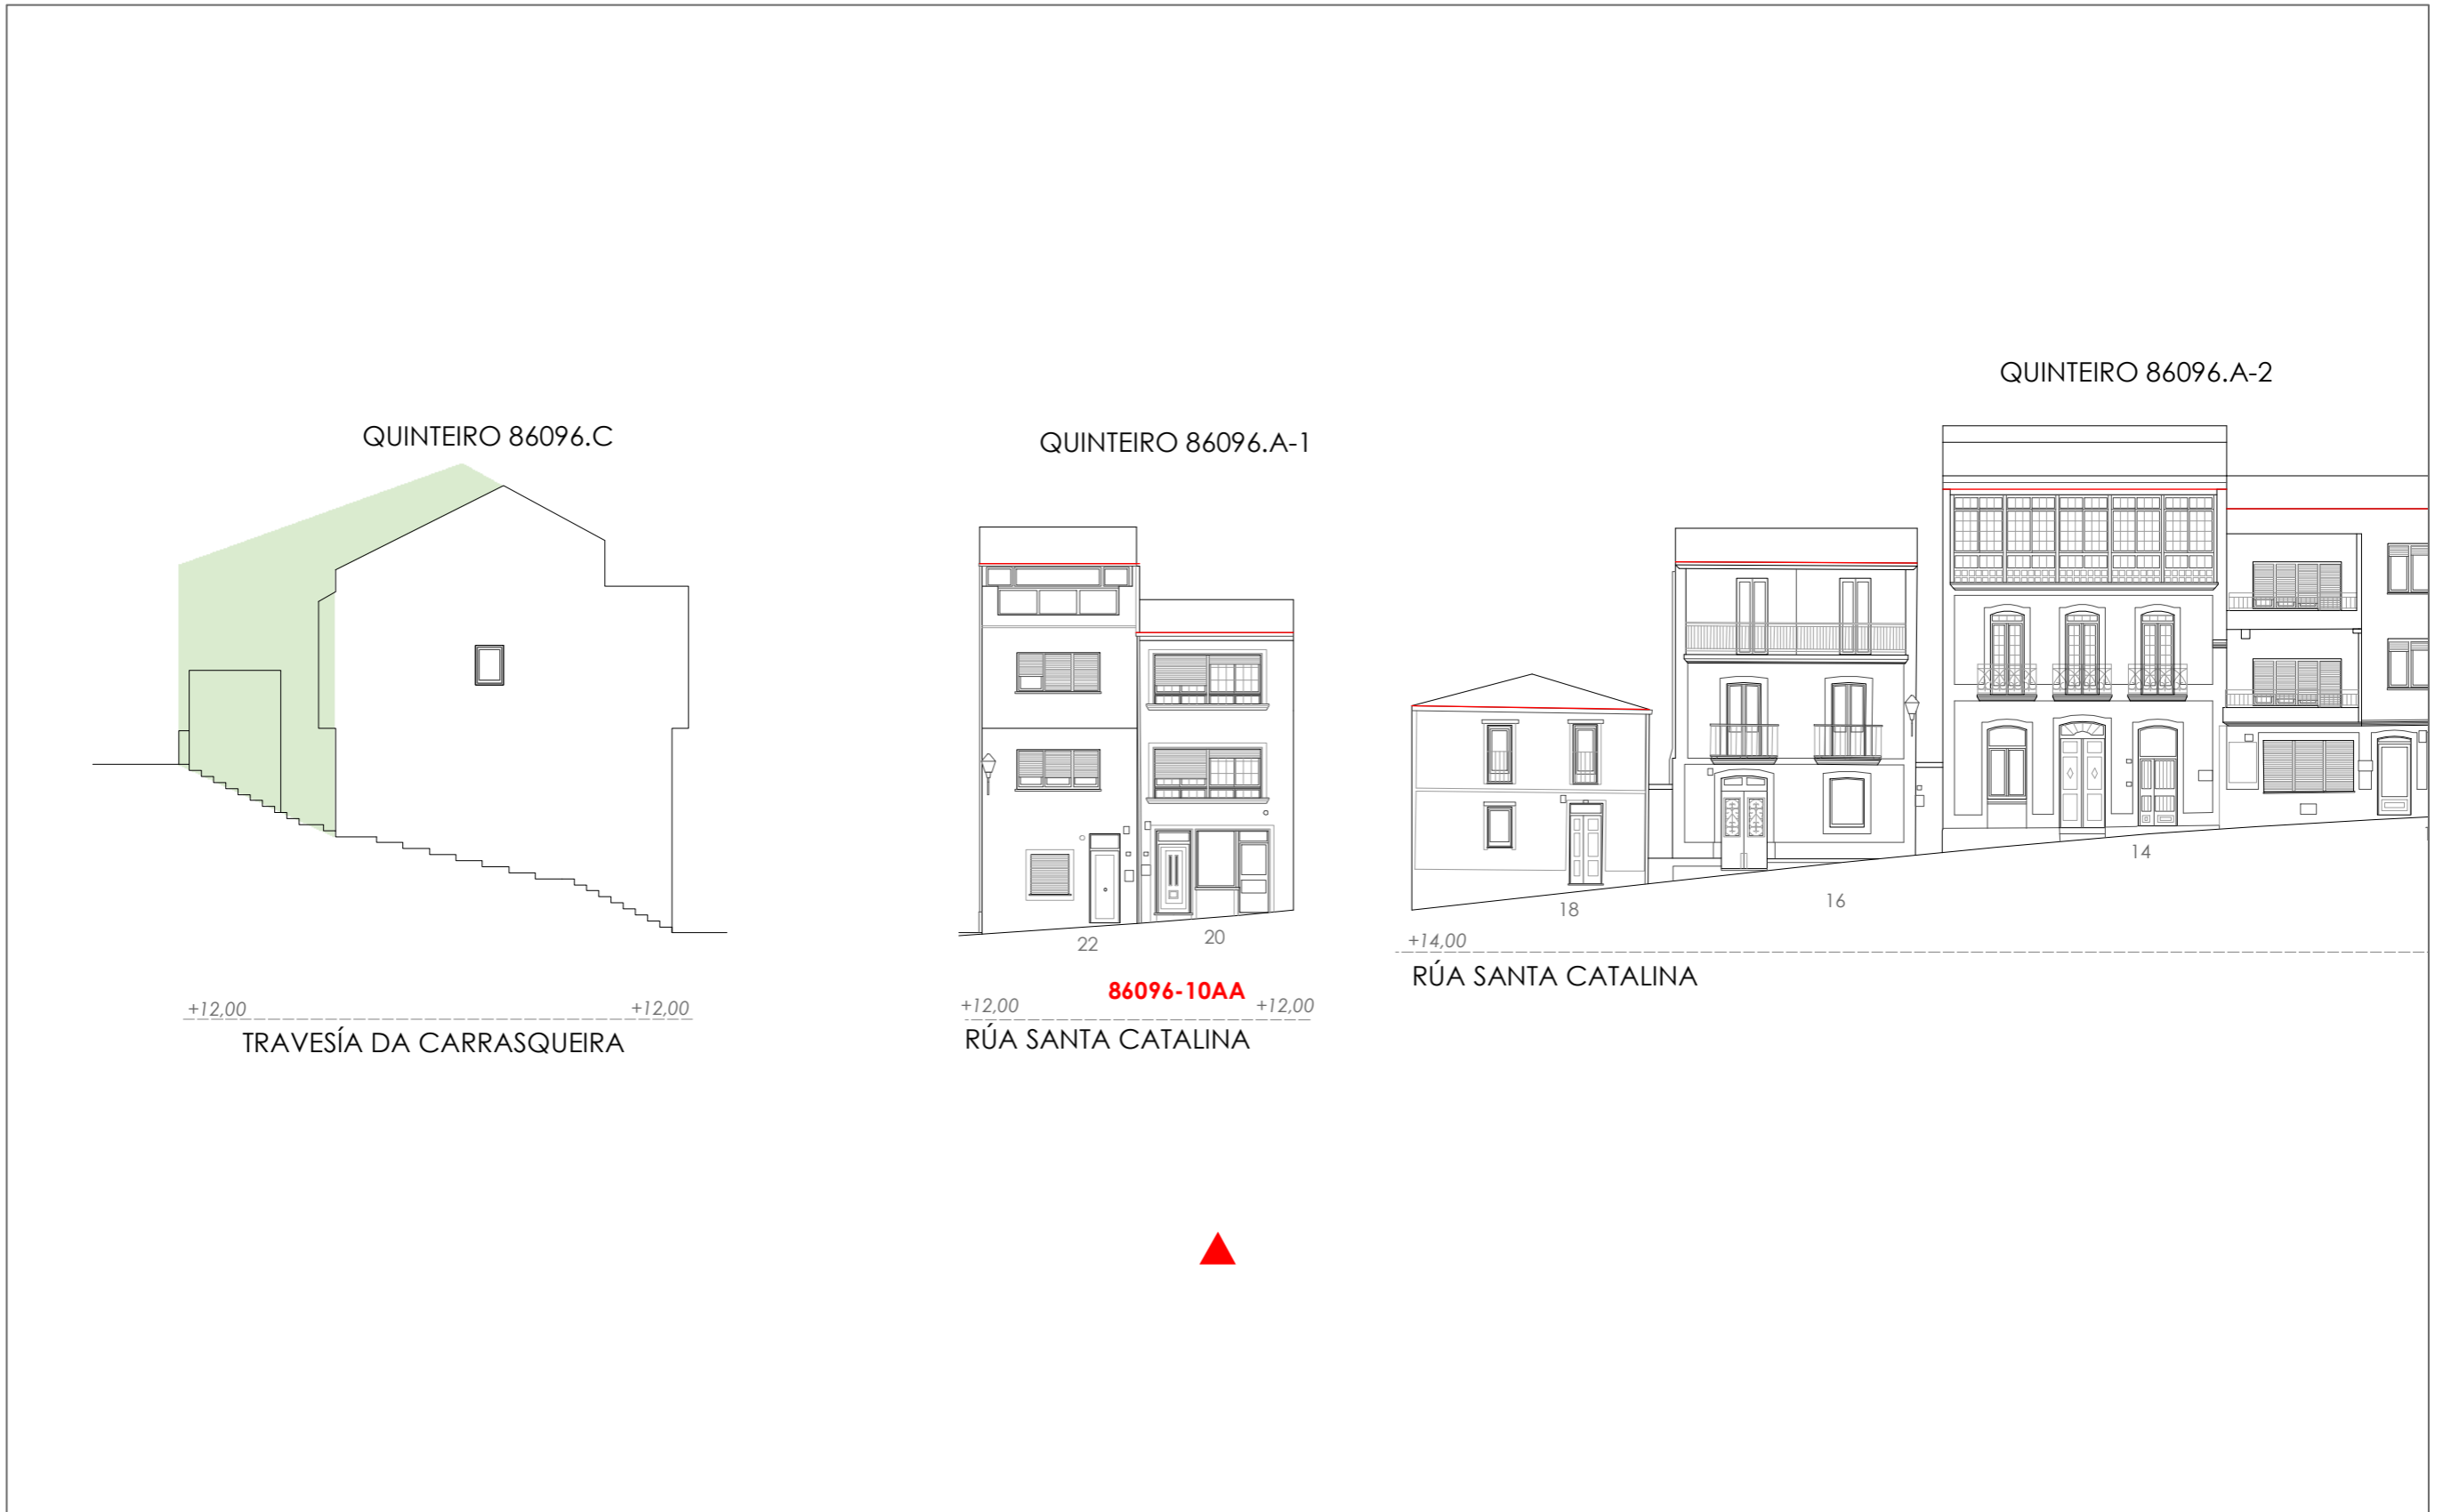 QUINTEIRO 86096.A-2
QUINTEIRO 86096.C
QUINTEIRO 86096.A-1
14
16
18
20
22
+14,00
RÚA SANTA CATALINA
86096-10AA
+12,00
+12,00
+12,00
+12,00
TRAVESÍA DA CARRASQUEIRA
RÚA SANTA CATALINA